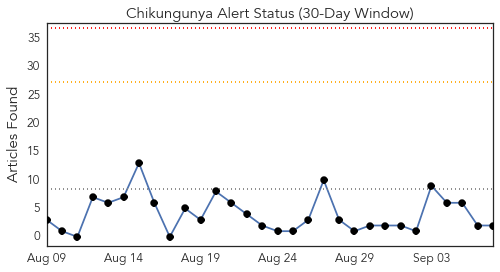 Chikungunya Alert Status (30-Day Window)
Articles Found
35
30
25
20
15
10
5
0
Aug 09 Aug 14 Aug 19 Aug 24 Aug 29 Sep 03